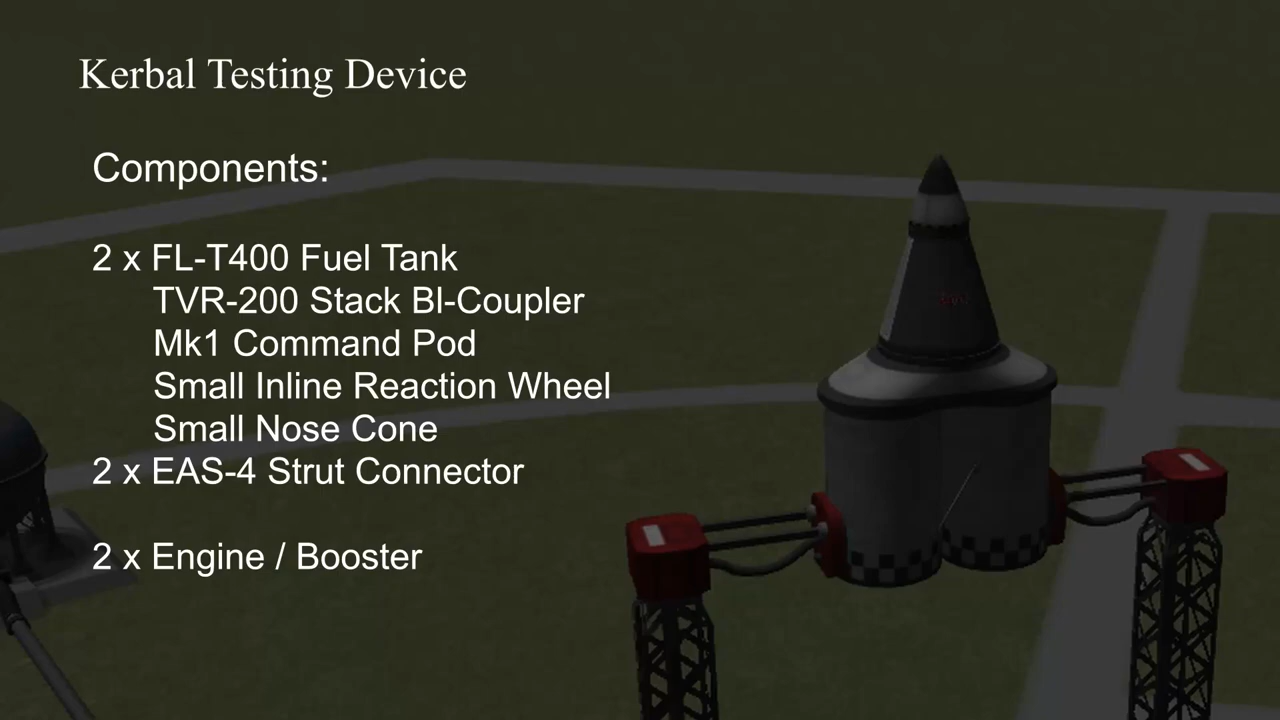 Kerbal Testing Device
Components:
2 x FL-T400 Fuel Tank
TVR-200 Stack Bl-Coupler
Mk1 Command Pod
Small Inline Reaction Wheel
Small Nose Cone
2 x EAS-4 Strut Connector
2 x Engine / Booster